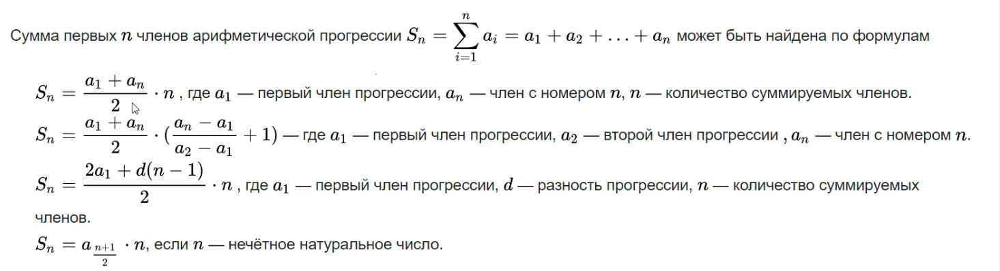 Сумма первых n членов арифметической прогрессии $S_n = \sum_{i=1}^{n} a_i = a_1 + a_2 + \ldots + a_n$ может быть найдена по формулам
$S_n = \frac{a_1 + a_n}{2} \cdot n$ , где $a_1$ — первый член прогрессии, $a_n$ — член с номером $n$, $n$ — количество суммируемых членов.
$S_n = \frac{a_1 + a_n}{2} \cdot (\frac{a_n - a_1}{a_2 - a_1} + 1)$ — где $a_1$ — первый член прогрессии, $a_2$ — второй член прогрессии , $a_n$ — член с номером $n$.
$S_n = \frac{2a_1 + d(n - 1)}{2} \cdot n$ , где $a_1$ — первый член прогрессии, $d$ — разность прогрессии, $n$ — количество суммируемых
членов.
$S_n = a_{\frac{n+1}{2}} \cdot n$, если $n$ — нечётное натуральное число.